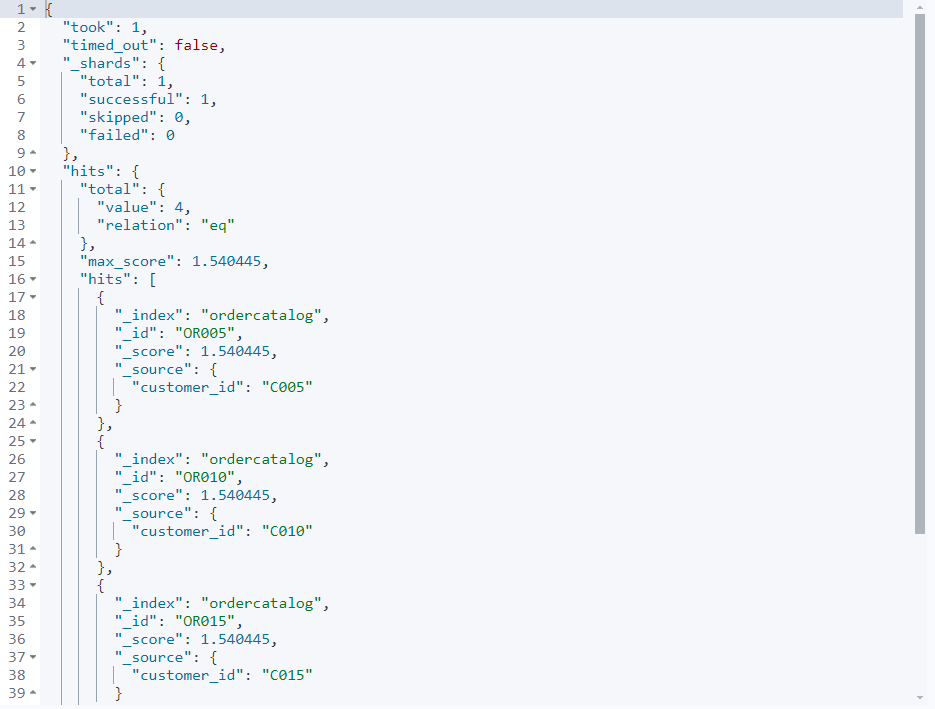 1 {
2 "took": 1,
3 "timed_out": false,
4 "_shards": {
5 "total": 1,
6 "successful": 1,
7 "skipped": 0,
8 "failed": 0
9 },
10 "hits": {
11 "total": {
12 "value": 4,
13 "relation": "eq"
14 },
15 "max_score": 1.540445,
16 "hits": [
17 {
18 "_index": "ordercatalog",
19 "_id": "OR005",
20 "_score": 1.540445,
21 "_source": {
22 "customer_id": "C005"
23 }
24 },
25 {
26 "_index": "ordercatalog",
27 "_id": "OR010",
28 "_score": 1.540445,
29 "_source": {
30 "customer_id": "C010"
31 }
32 },
33 {
34 "_index": "ordercatalog",
35 "_id": "OR015",
36 "_score": 1.540445,
37 "_source": {
38 "customer_id": "C015"
39 }